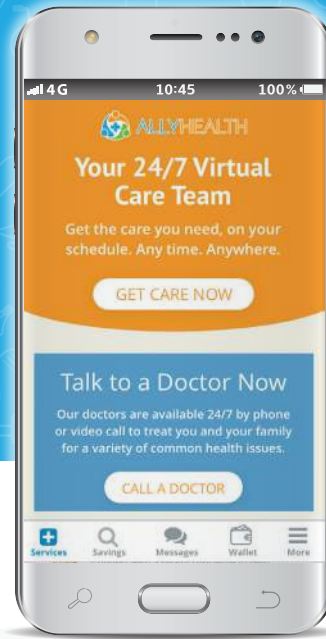 4G 10:45 100%
ALLYHEALTH
Your 24/7 Virtual
Care Team
Get the care you need, on your
schedule. Any time. Anywhere.
GET CARE NOW
Talk to a Doctor Now
Our doctors are available 24/7 by phone
or video call to treat you and your family
for a variety of common health issues.
CALL A DOCTOR
Services Savings Messages Wallet More